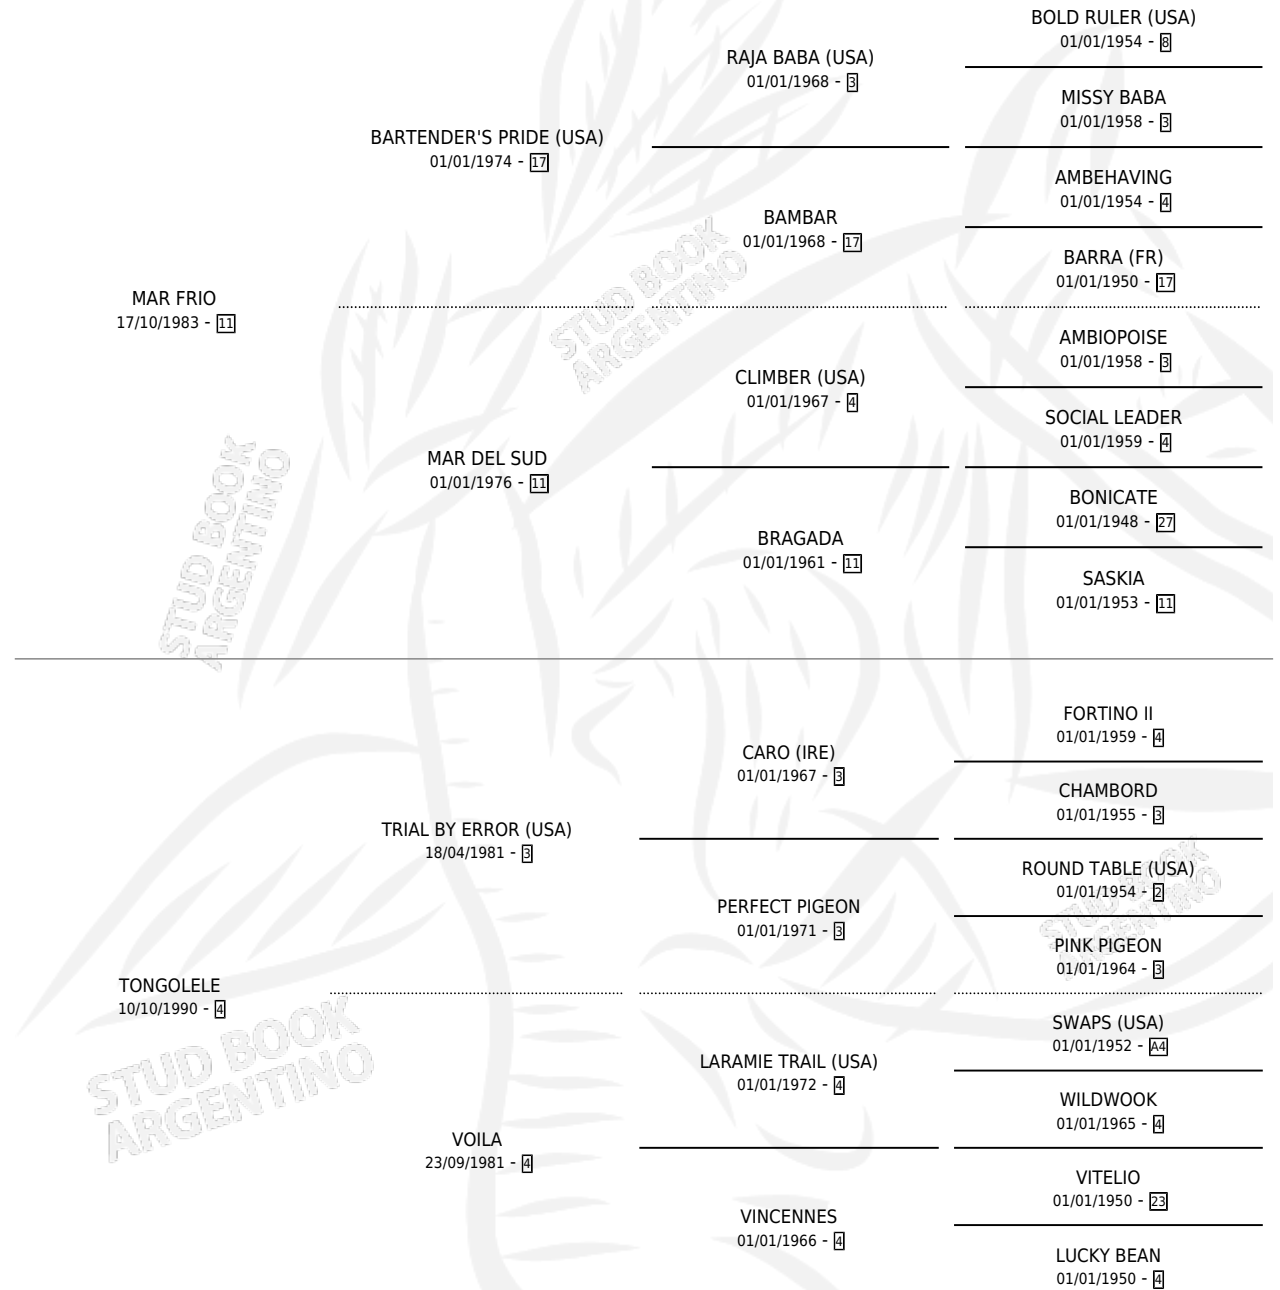 BOLD RULER (USA)
01/01/1954 - 8
RAJA BABA (USA)
01/01/1968 - 3
MISSY BABA
01/01/1958 - 3
BARTENDER'S PRIDE (USA)
01/01/1974 - 17
AMBEHAVING
01/01/1954 - 4
BAMBAR
01/01/1968 - 17
BARRA (FR)
01/01/1950 - 17
MAR FRIO
17/10/1983 - 11
AMBIOPOISE
01/01/1958 - 3
CLIMBER (USA)
01/01/1967 - 4
SOCIAL LEADER
01/01/1959 - 4
MAR DEL SUD
01/01/1976 - 11
BONICATE
01/01/1948 - 27
BRAGADA
01/01/1961 - 11
SASKIA
01/01/1953 - 11
STUD BOOK
ARGENTINO
STUD BOOK
ARGENTINO
FORTINO II
01/01/1959 - 4
CARO (IRE)
01/01/1967 - 3
CHAMBORD
01/01/1955 - 3
TRIAL BY ERROR (USA)
18/04/1981 - 3
ROUND TABLE (USA)
01/01/1954 - 2
PERFECT PIGEON
01/01/1971 - 3
PINK PIGEON
01/01/1964 - 3
TONGOLELE
10/10/1990 - 4
SWAPS (USA)
01/01/1952 - A4
LARAMIE TRAIL (USA)
01/01/1972 - 4
WILDWOOK
01/01/1965 - 4
VOILA
23/09/1981 - 4
VITELIO
01/01/1950 - 23
VINCENNES
01/01/1966 - 4
LUCKY BEAN
01/01/1950 - 4
STUD BOOK
ARGENTINO
STUD BOOK
ARGENTINO